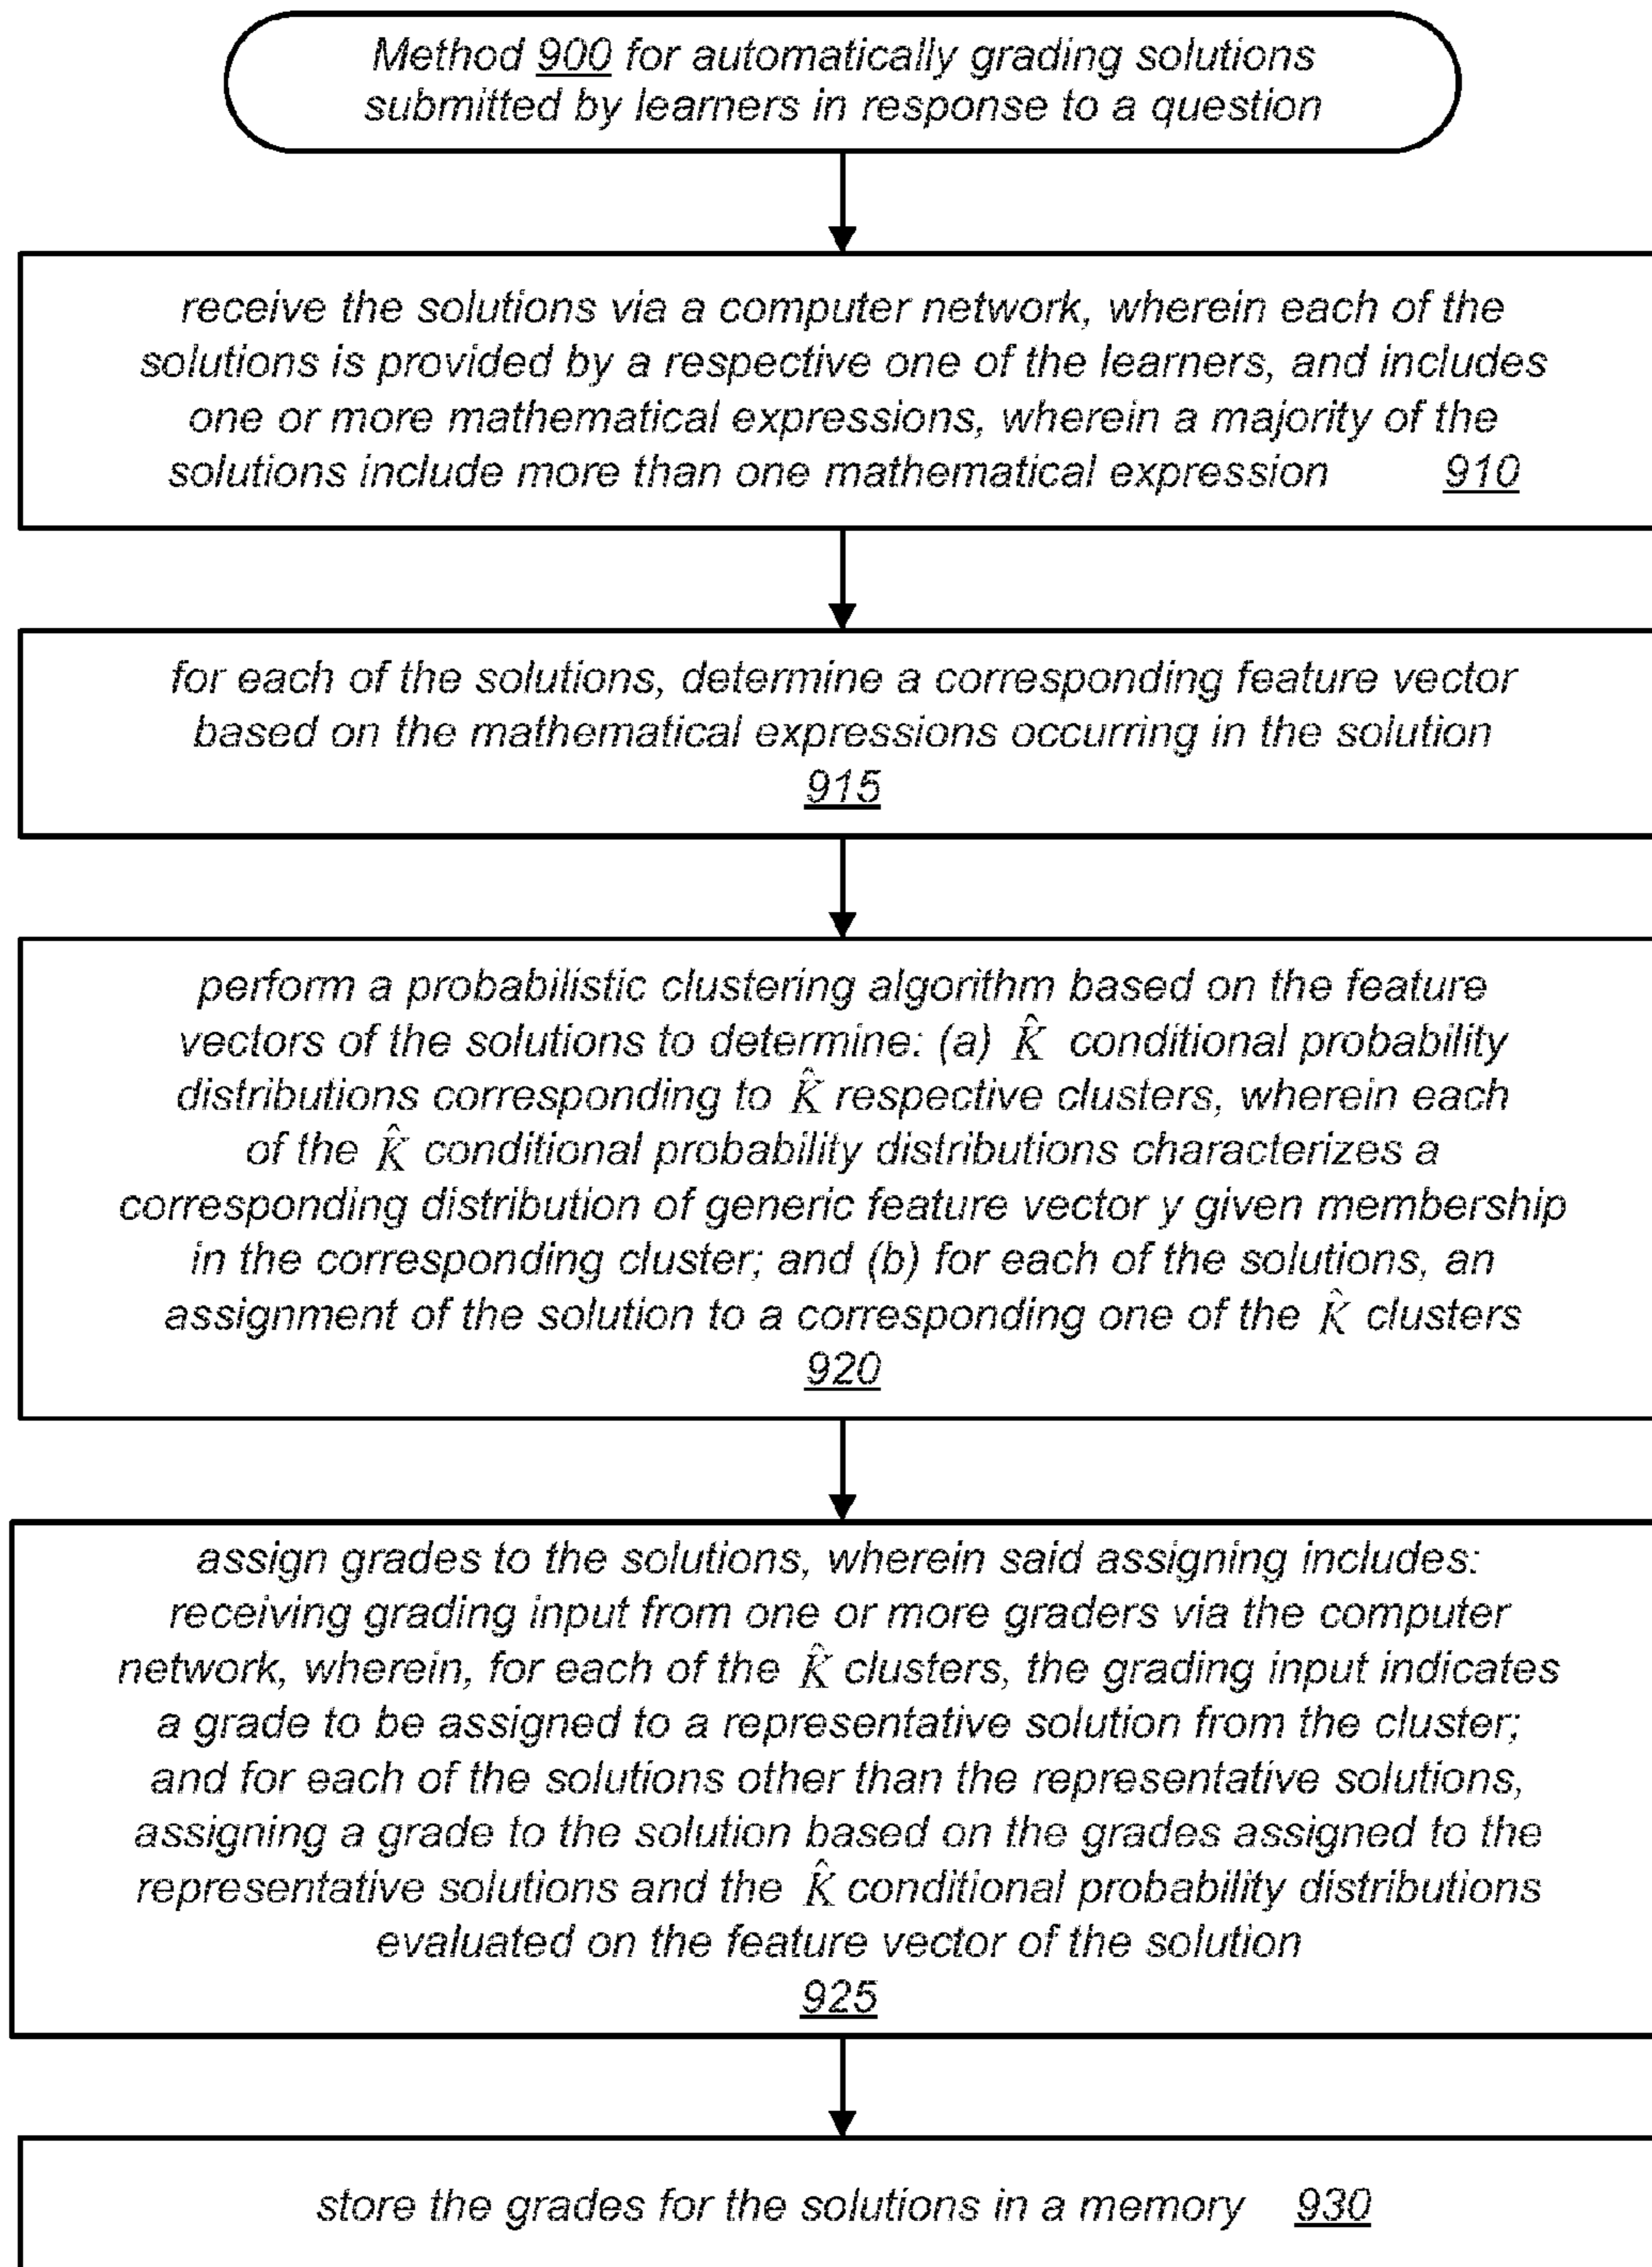 Method 900 for automatically grading solutions
submitted by learners in response to a question
receive the solutions via a computer network, wherein each of the
solutions is provided by a respective one of the learners, and includes
one or more mathematical expressions, wherein a majority of the
solutions include more than one mathematical expression 910
for each of the solutions, determine a corresponding feature vector
based on the mathematical expressions occurring in the solution
915
perform a probabilistic clustering algorithm based on the feature
vectors of the solutions to determine: (a) K̂ conditional probability
distributions corresponding to K̂ respective clusters, wherein each
of the K̂ conditional probability distributions characterizes a
corresponding distribution of generic feature vector y given membership
in the corresponding cluster; and (b) for each of the solutions, an
assignment of the solution to a corresponding one of the K̂ clusters
920
assign grades to the solutions, wherein said assigning includes:
receiving grading input from one or more graders via the computer
network, wherein, for each of the K̂ clusters, the grading input indicates
a grade to be assigned to a representative solution from the cluster;
and for each of the solutions other than the representative solutions,
assigning a grade to the solution based on the grades assigned to the
representative solutions and the K̂ conditional probability distributions
evaluated on the feature vector of the solution
925
store the grades for the solutions in a memory 930